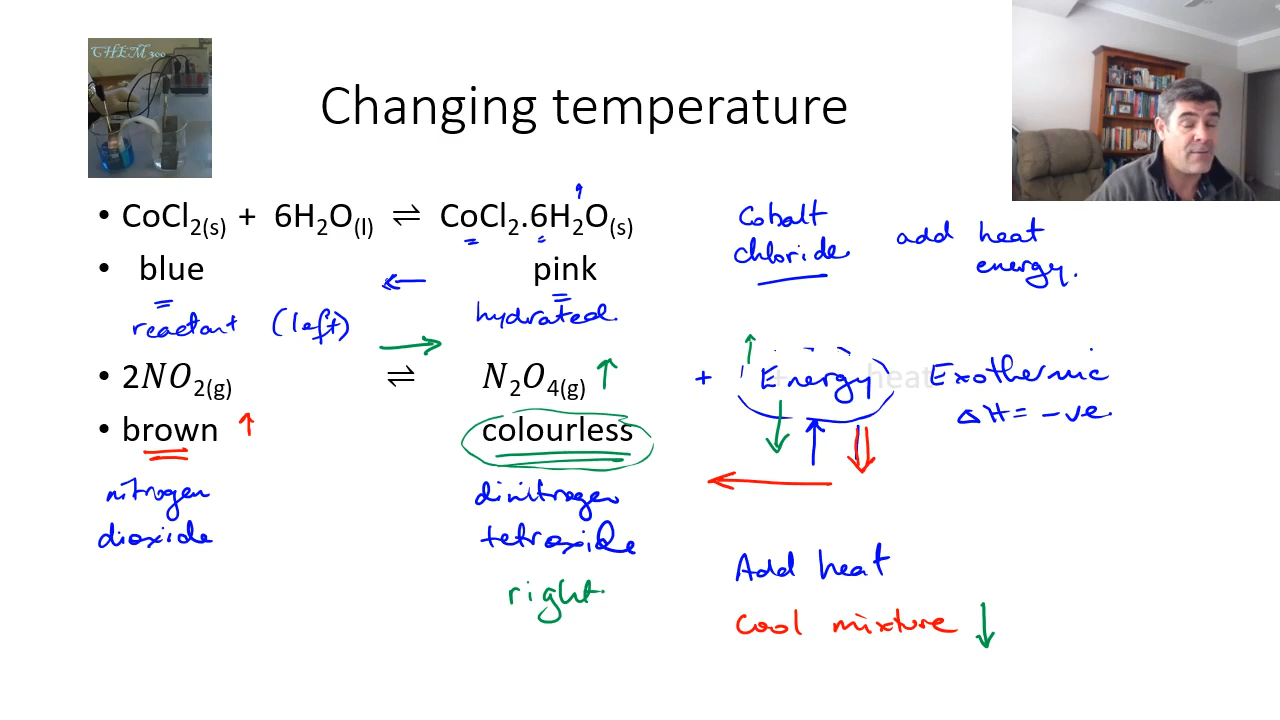 CHEM 300
Changing temperature
• CoCl2(s) + 6H2O(l) ⇌ CoCl2.6H2O(s)
• blue pink
reactant (left) hydrated
Cobalt chloride
add heat energy.
• 2NO2(g) ⇌ N2O4(g) ↑ + Energy heat Exothermic
ΔH = -ve
• brown ↑ colourless
nitrogen dioxide
dinitrogen tetroxide
right
Add heat
Cool mixture ↓